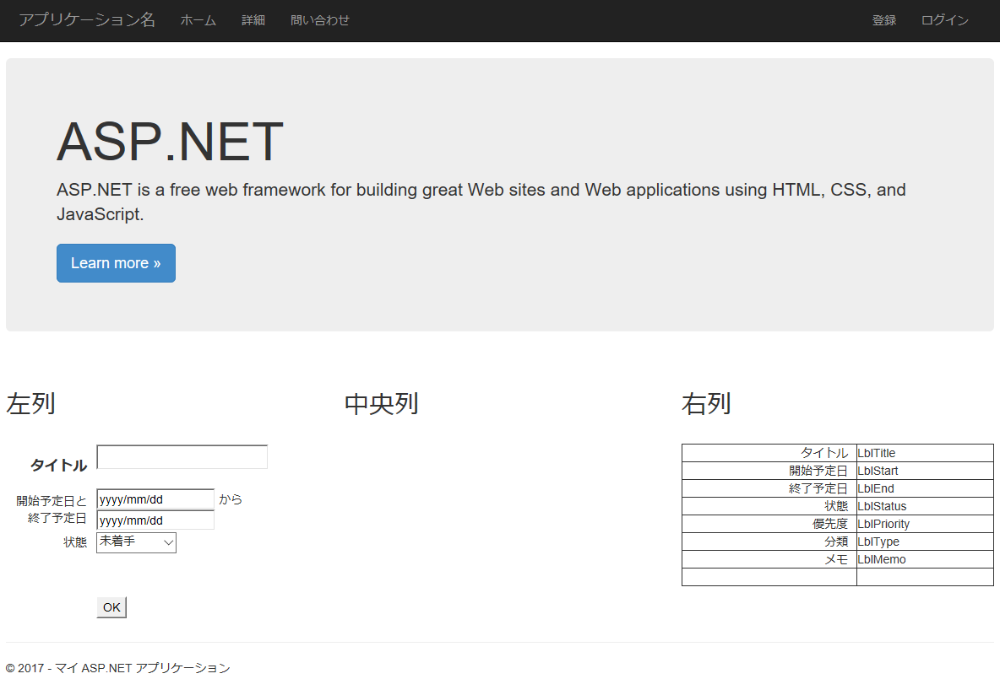 アプリケーション名 ホーム 詳細 問い合わせ 登録 ログイン
ASP.NET
ASP.NET is a free web framework for building great Web sites and Web applications using HTML, CSS, and
JavaScript.
Learn more »
左列
タイトル
開始予定日と yyyy/mm/dd から
終了予定日 yyyy/mm/dd
状態 未着手
OK
中央列
右列
タイトル LblTitle
開始予定日 LblStart
終了予定日 LblEnd
状態 LblStatus
優先度 LblPriority
分類 LblType
メモ LblMemo
© 2017 - マイ ASP.NET アプリケーション